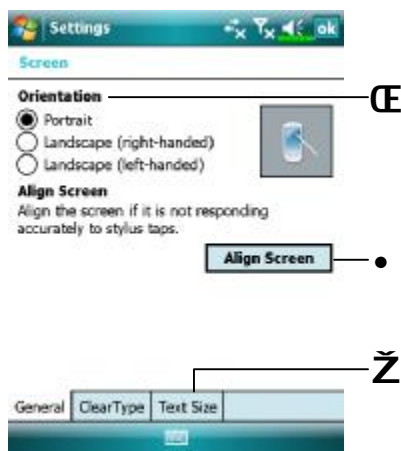 Settings ok
Screen
Orientation Œ
Portrait
Landscape (right-handed)
Landscape (left-handed)
Align Screen
Align the screen if it is not responding
accurately to stylus taps.
Align Screen •
Ž
General ClearType Text Size